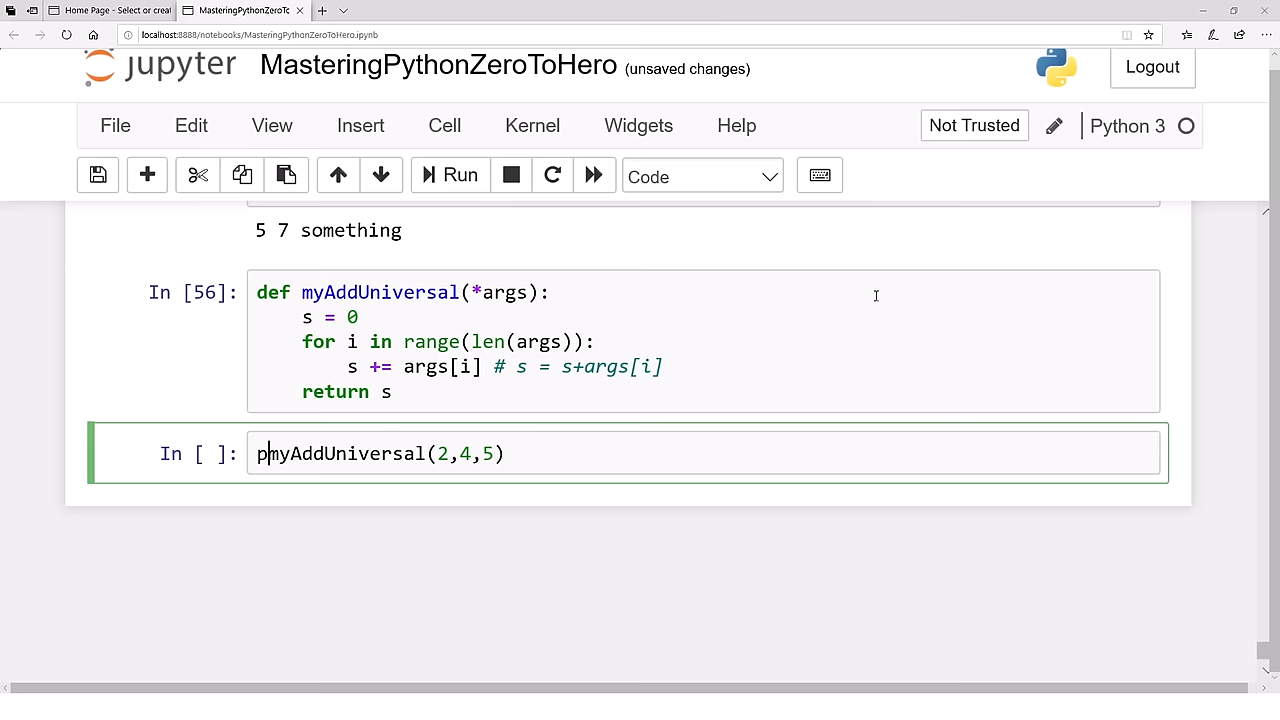 Home Page - Select or creat
MasteringPythonZeroTo
localhost:8888/notebooks/MasteringPythonZeroToHero.ipynb
jupyter MasteringPythonZeroToHero (unsaved changes)
Logout
File Edit View Insert Cell Kernel Widgets Help
Not Trusted
Python 3
Run
Code
5 7 something
In [56]:
def myAddUniversal(*args):
    s = 0
    for i in range(len(args)):
        s += args[i] # s = s+args[i]
    return s
In [ ]:
pmyAddUniversal(2,4,5)